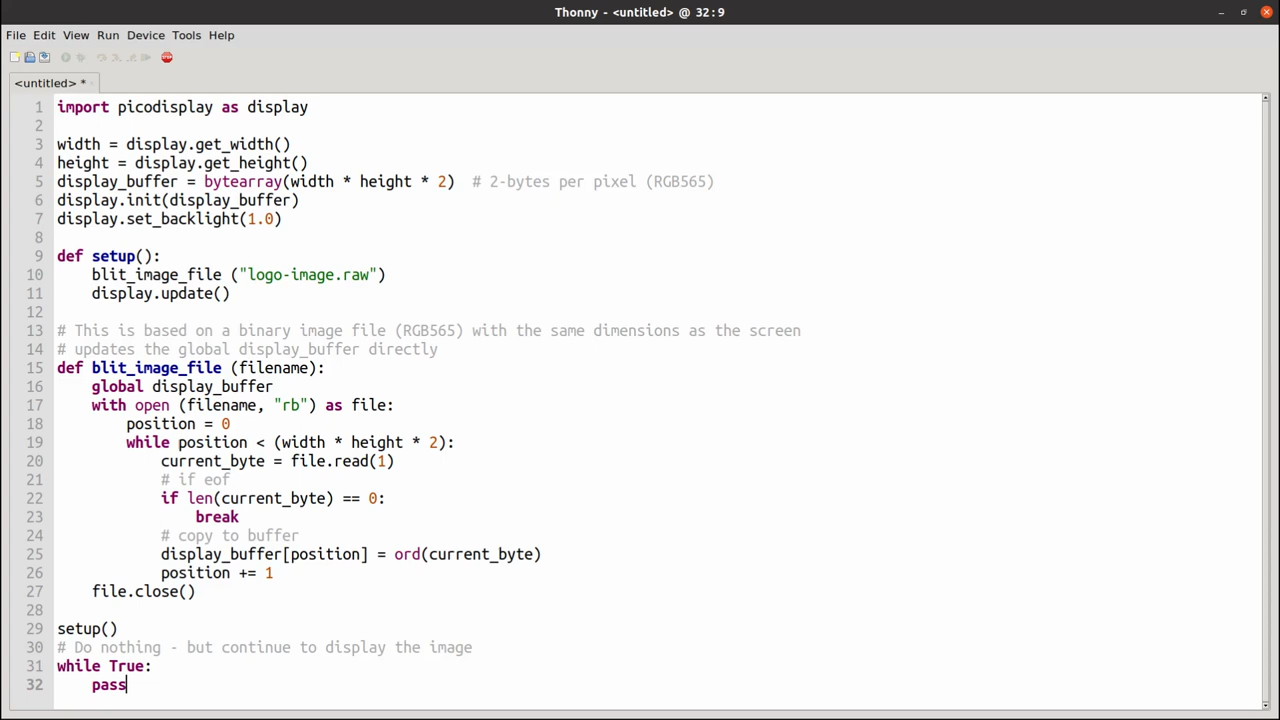 Thonny - <untitled> @ 32:9
File Edit View Run Device Tools Help
STOP
<untitled> *
1 import picodisplay as display
2
3 width = display.get_width()
4 height = display.get_height()
5 display_buffer = bytearray(width * height * 2)  # 2-bytes per pixel (RGB565)
6 display.init(display_buffer)
7 display.set_backlight(1.0)
8
9 def setup():
10     blit_image_file ("logo-image.raw")
11     display.update()
12
13 # This is based on a binary image file (RGB565) with the same dimensions as the screen
14 # updates the global display_buffer directly
15 def blit_image_file (filename):
16     global display_buffer
17     with open (filename, "rb") as file:
18         position = 0
19         while position < (width * height * 2):
20             current_byte = file.read(1)
21             # if eof
22             if len(current_byte) == 0:
23                 break
24             # copy to buffer
25             display_buffer[position] = ord(current_byte)
26             position += 1
27     file.close()
28
29 setup()
30 # Do nothing - but continue to display the image
31 while True:
32     pass